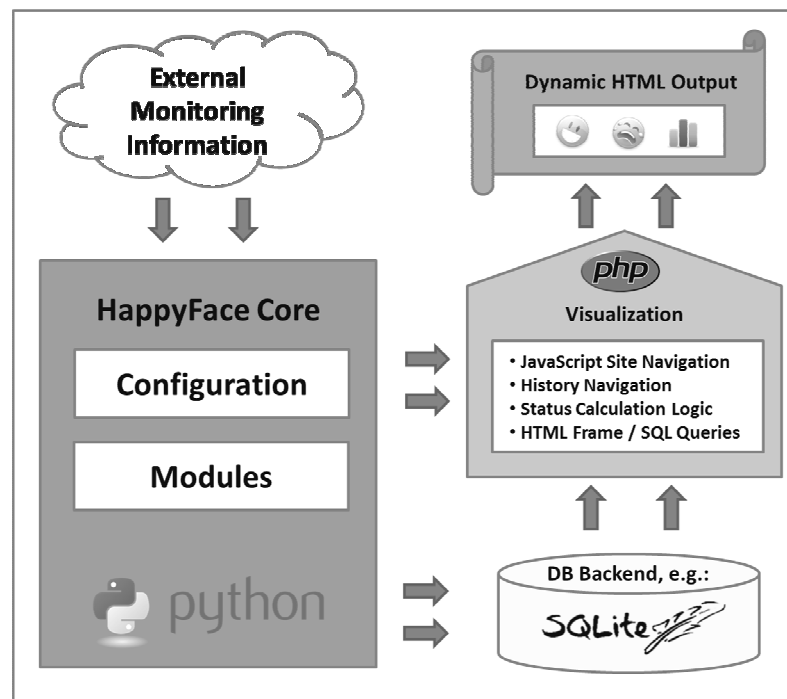 External
Monitoring
Information
HappyFace Core
Configuration
Modules
python
Dynamic HTML Output
php
Visualization
• JavaScript Site Navigation
• History Navigation
• Status Calculation Logic
• HTML Frame / SQL Queries
DB Backend, e.g.:
SQLite